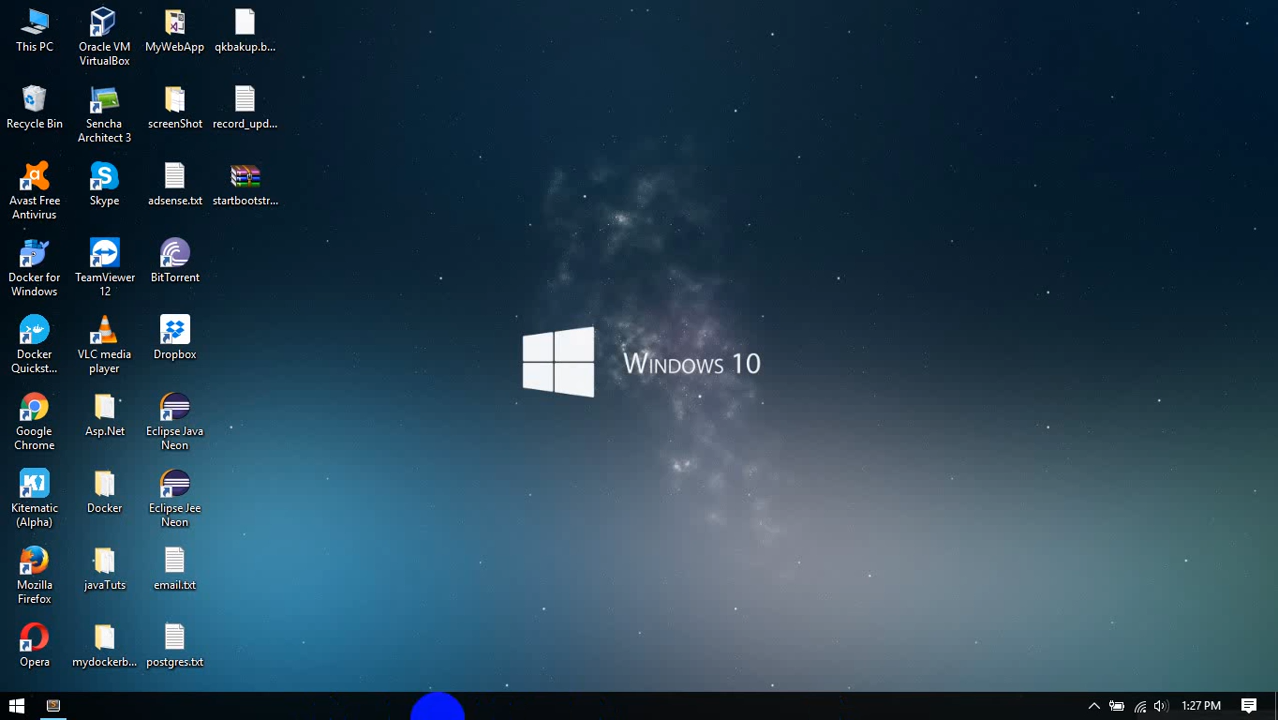 This PC
Oracle VM
VirtualBox
MyWebApp
qkbakup.b...
Recycle Bin
Sencha
Architect 3
screenShot
record_upd...
Avast Free
Antivirus
Skype
adsense.txt
startbootstr...
Docker for
Windows
TeamViewer
12
BitTorrent
Docker
Quickst...
VLC media
player
Dropbox
Google
Chrome
Asp.Net
Eclipse Java
Neon
Kitematic
(Alpha)
Docker
Eclipse Jee
Neon
Mozilla
Firefox
javaTuts
email.txt
Opera
mydockerb...
postgres.txt
Windows 10
1:27 PM